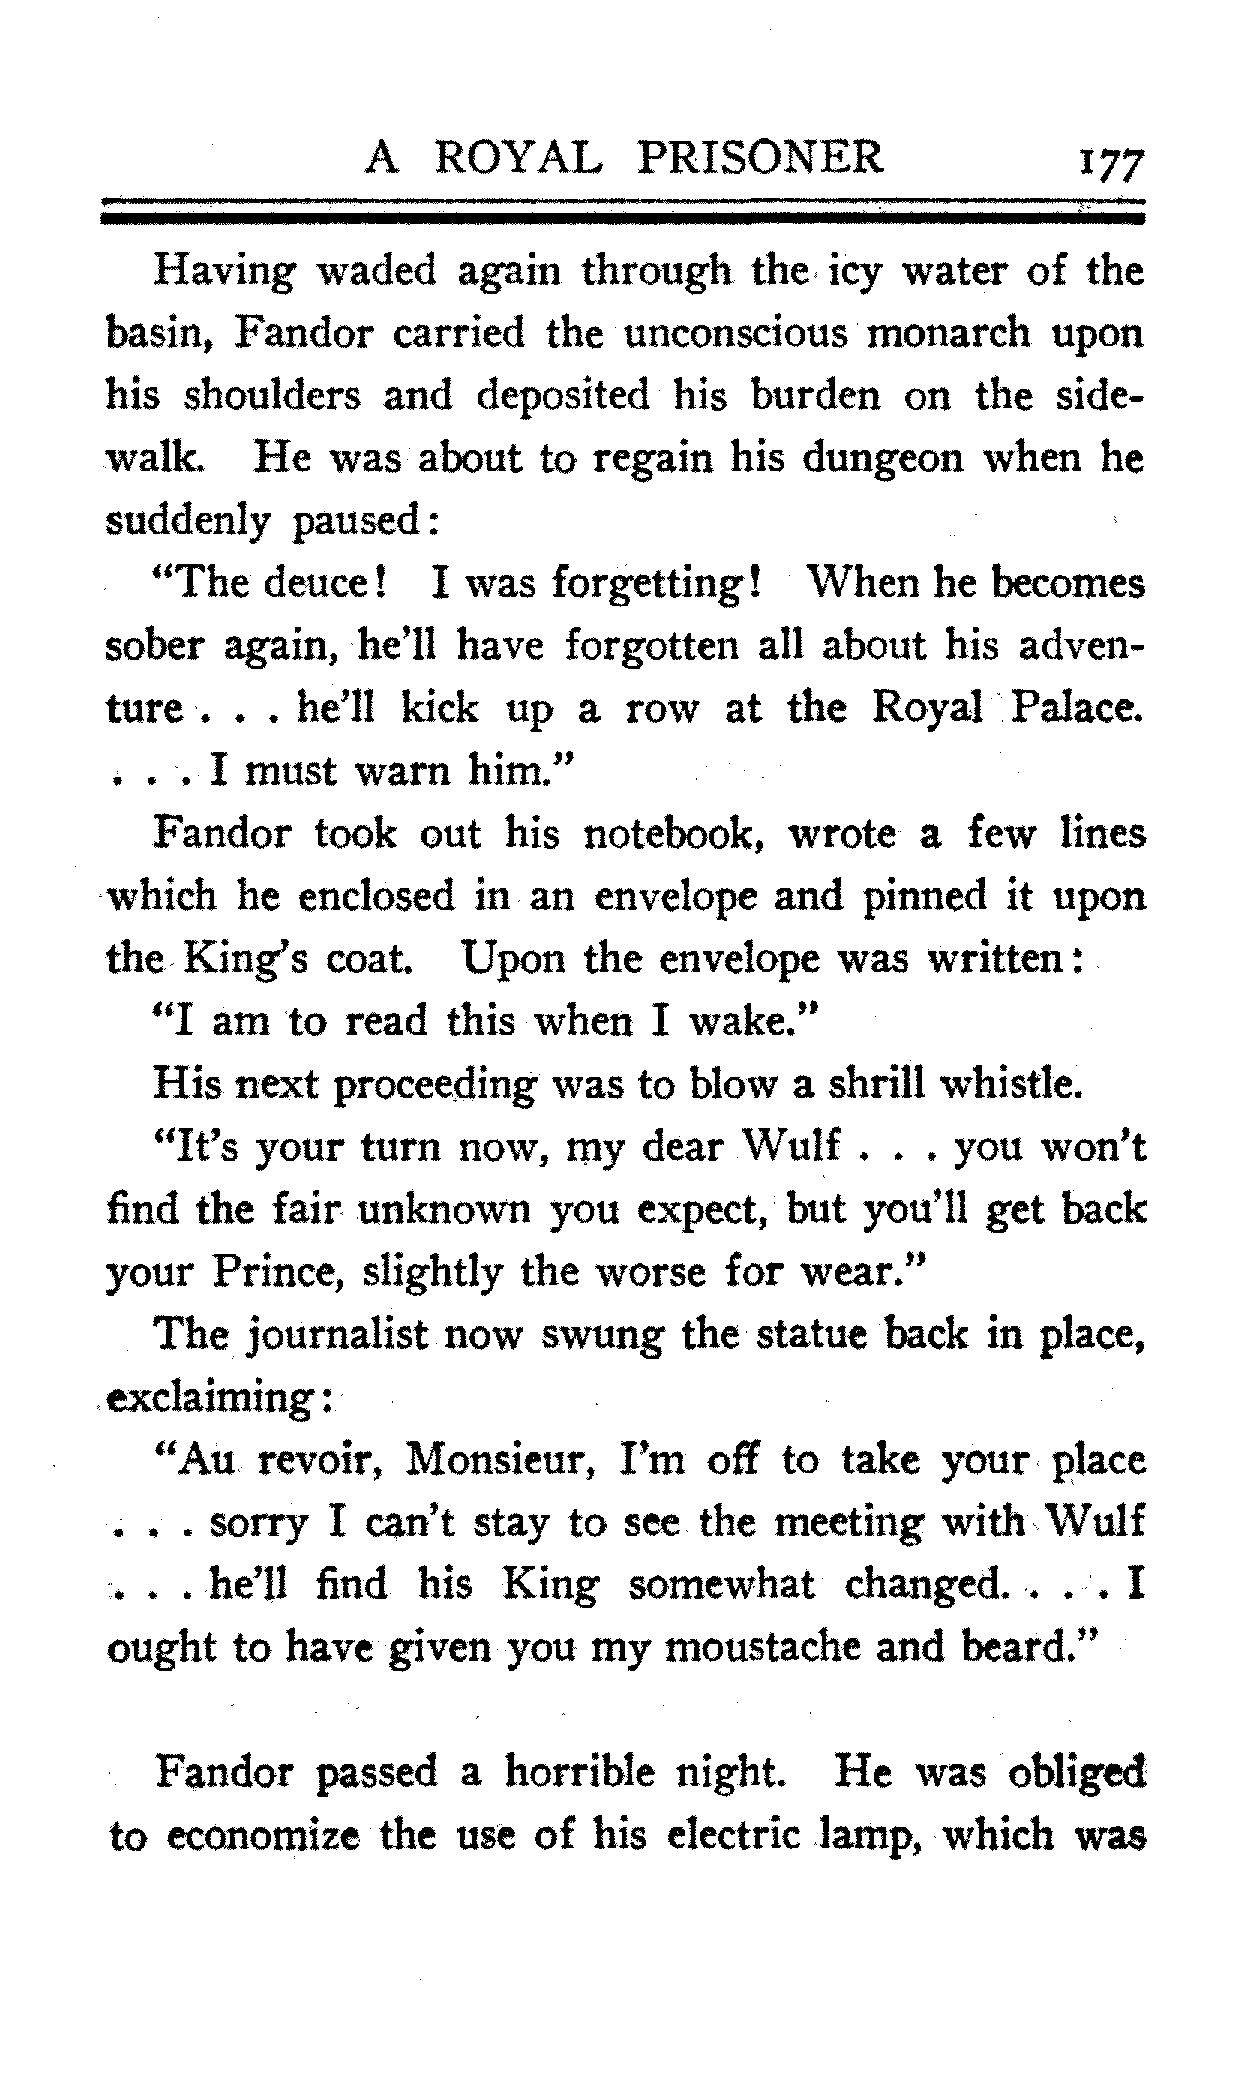 A ROYAL PRISONER 177
Having waded again through the icy water of the
basin, Fandor carried the unconscious monarch upon
his shoulders and deposited his burden on the side-
walk. He was about to regain his dungeon when he
suddenly paused:
"The deuce! I was forgetting! When he becomes
sober again, he'll have forgotten all about his adven-
ture . . . he'll kick up a row at the Royal Palace.
. . . I must warn him."
Fandor took out his notebook, wrote a few lines
which he enclosed in an envelope and pinned it upon
the King's coat. Upon the envelope was written:
"I am to read this when I wake."
His next proceeding was to blow a shrill whistle.
"It's your turn now, my dear Wulf . . . you won't
find the fair unknown you expect, but you'll get back
your Prince, slightly the worse for wear."
The journalist now swung the statue back in place,
exclaiming:
"Au revoir, Monsieur, I'm off to take your place
. . . sorry I can't stay to see the meeting with Wulf
. . . he'll find his King somewhat changed. . . . I
ought to have given you my moustache and beard."
Fandor passed a horrible night. He was obliged
to economize the use of his electric lamp, which was